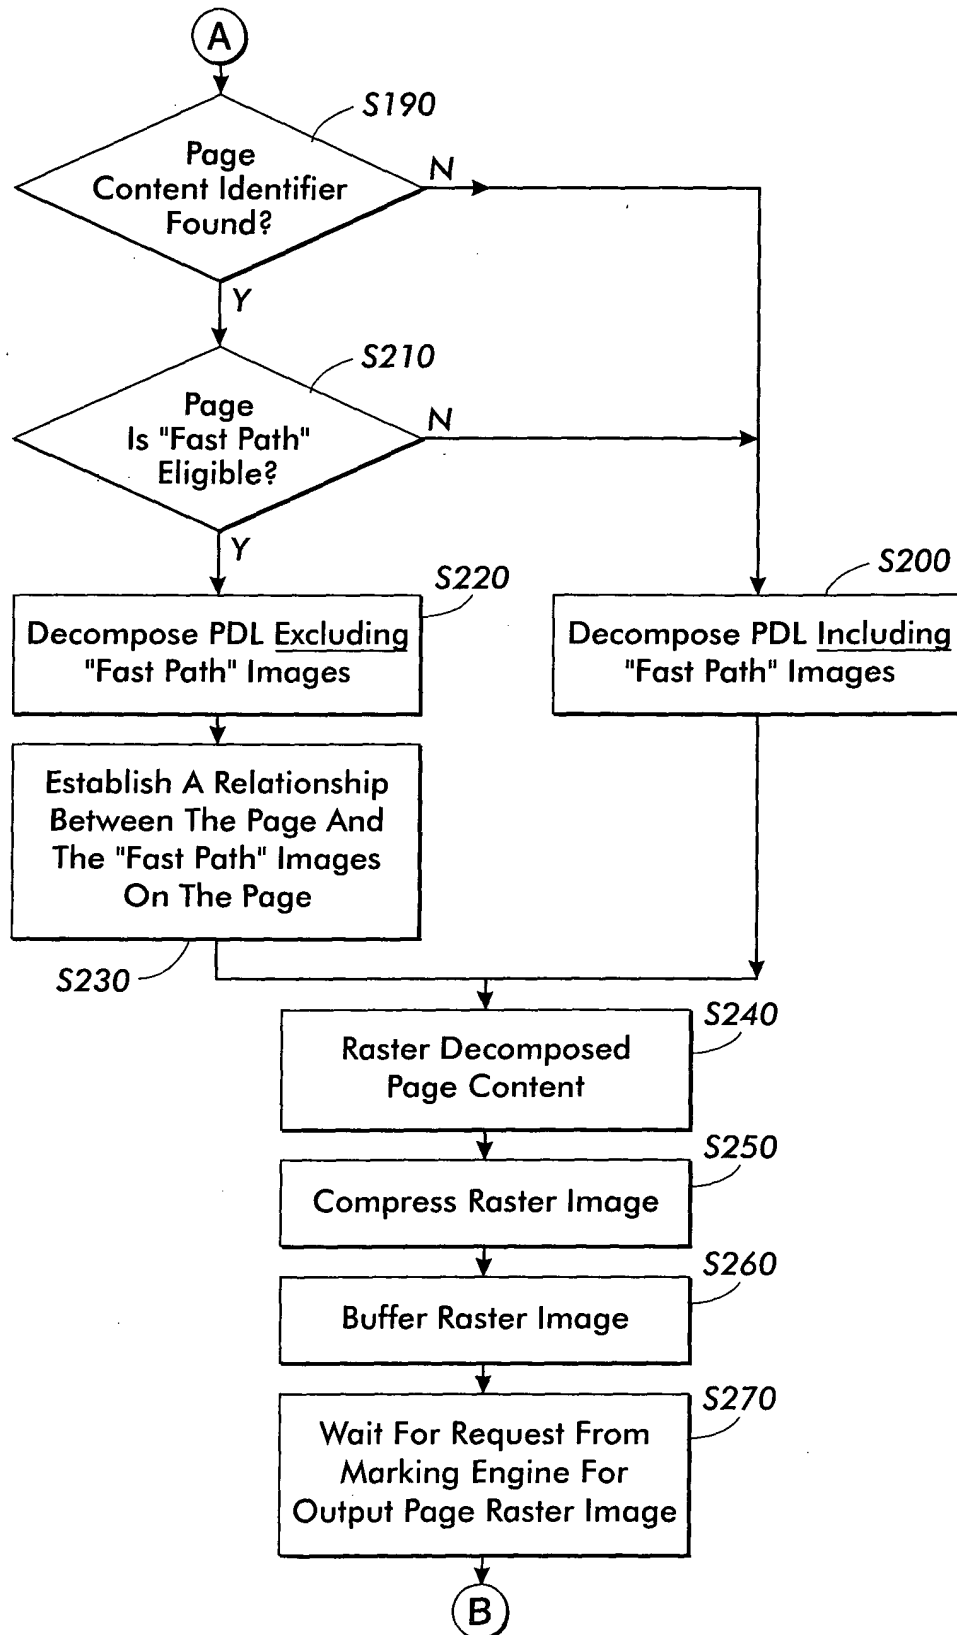 A
S190
Page
Content Identifier
Found?
N
Y
S210
Page
Is "Fast Path"
Eligible?
N
Y
S220
Decompose PDL Excluding
"Fast Path" Images
S200
Decompose PDL Including
"Fast Path" Images
Establish A Relationship
Between The Page And
The "Fast Path" Images
On The Page
S230
S240
Raster Decomposed
Page Content
S250
Compress Raster Image
S260
Buffer Raster Image
S270
Wait For Request From
Marking Engine For
Output Page Raster Image
B